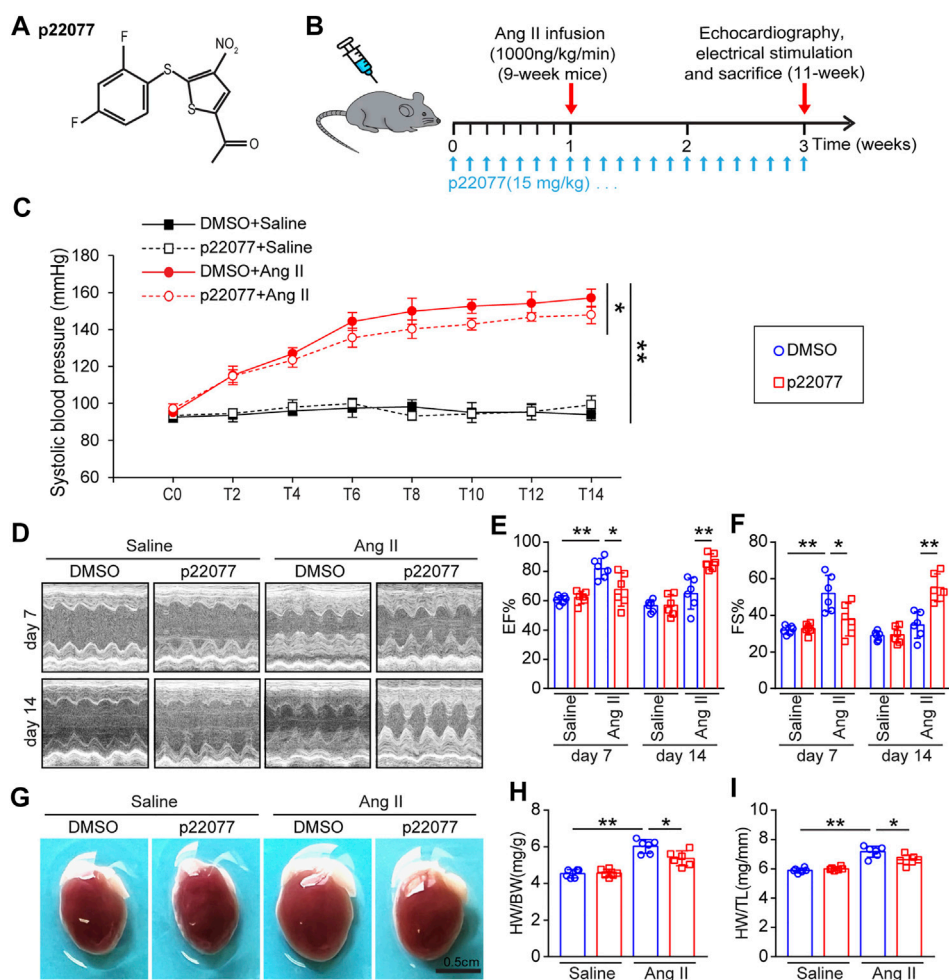 A p22077
F
F
S
S
NO₂
O
B
Ang II infusion
(1000ng/kg/min)
(9-week mice)
Echocardiography,
electrical stimulation
and sacrifice (11-week)
0 1 2 3 Time (weeks)
p22077(15 mg/kg) . . .
C
DMSO+Saline
p22077+Saline
DMSO+Ang II
p22077+Ang II
Systolic blood pressure (mmHg)
180
160
140
120
100
80
60
C0 T2 T4 T6 T8 T10 T12 T14
*
**
DMSO
p22077
D
Saline Ang II
DMSO p22077 DMSO p22077
day 7
day 14
E
EF%
100
80
60
40
20
0
** * **
Saline Ang II Saline Ang II
day 7 day 14
F
FS%
80
60
40
20
0
** * **
Saline Ang II Saline Ang II
day 7 day 14
G
Saline Ang II
DMSO p22077 DMSO p22077
0.5cm
H
HW/BW(mg/g)
8
6
4
2
0
** *
Saline Ang II
I
HW/TL(mg/mm)
10
8
6
4
2
0
** *
Saline Ang II